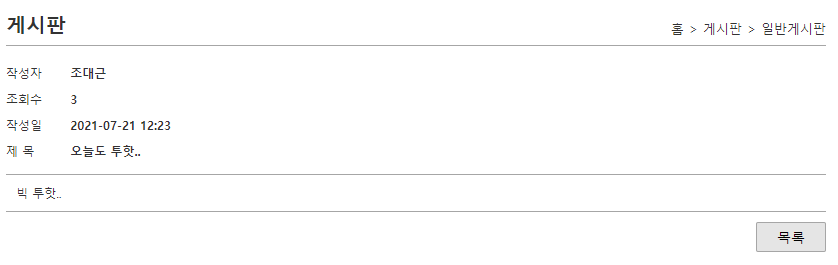 게시판
홈 > 게시판 > 일반게시판
작성자 조대근
조회수 3
작성일 2021-07-21 12:23
제 목 오늘도 투핫..
빅 투핫..
목록